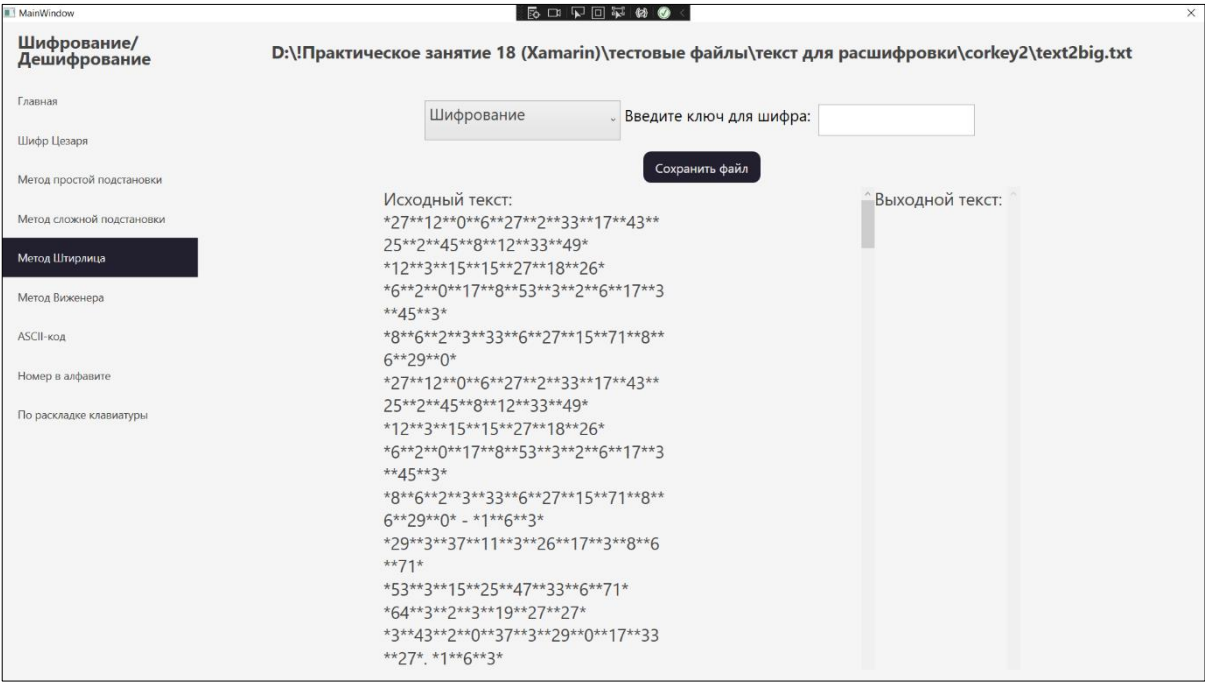 MainWindow
Шифрование/
Дешифрование
D:\!Практическое занятие 18 (Xamarin)\тестовые файлы\текст для расшифровки\corkey2\text2big.txt
Главная
Шифр Цезаря
Метод простой подстановки
Метод сложной подстановки
Метод Штирлица
Метод Виженера
ASCII-код
Номер в алфавите
По раскладке клавиатуры
Шифрование
Введите ключ для шифра:
Сохранить файл
Исходный текст:
*27**12**0**6**27**2**33**17**43**
25**2**45**8**12**33**49*
*12**3**15**15**27**18**26*
*6**2**0**17**8**53**3**2**6**17**3
**45**3*
*8**6**2**3**33**6**27**15**71**8**
6**29**0*
*27**12**0**6**27**2**33**17**43**
25**2**45**8**12**33**49*
*12**3**15**15**27**18**26*
*6**2**0**17**8**53**3**2**6**17**3
**45**3*
*8**6**2**3**33**6**27**15**71**8**
6**29**0* - *1**6**3*
*29**3**37**11**3**26**17**3**8**6
**71*
*53**3**15**25**47**33**6**71*
*64**3**2**3**19**27**27*
*3**43**2**0**37**3**29**0**17**33
**27*. *1**6**3*
Выходной текст: